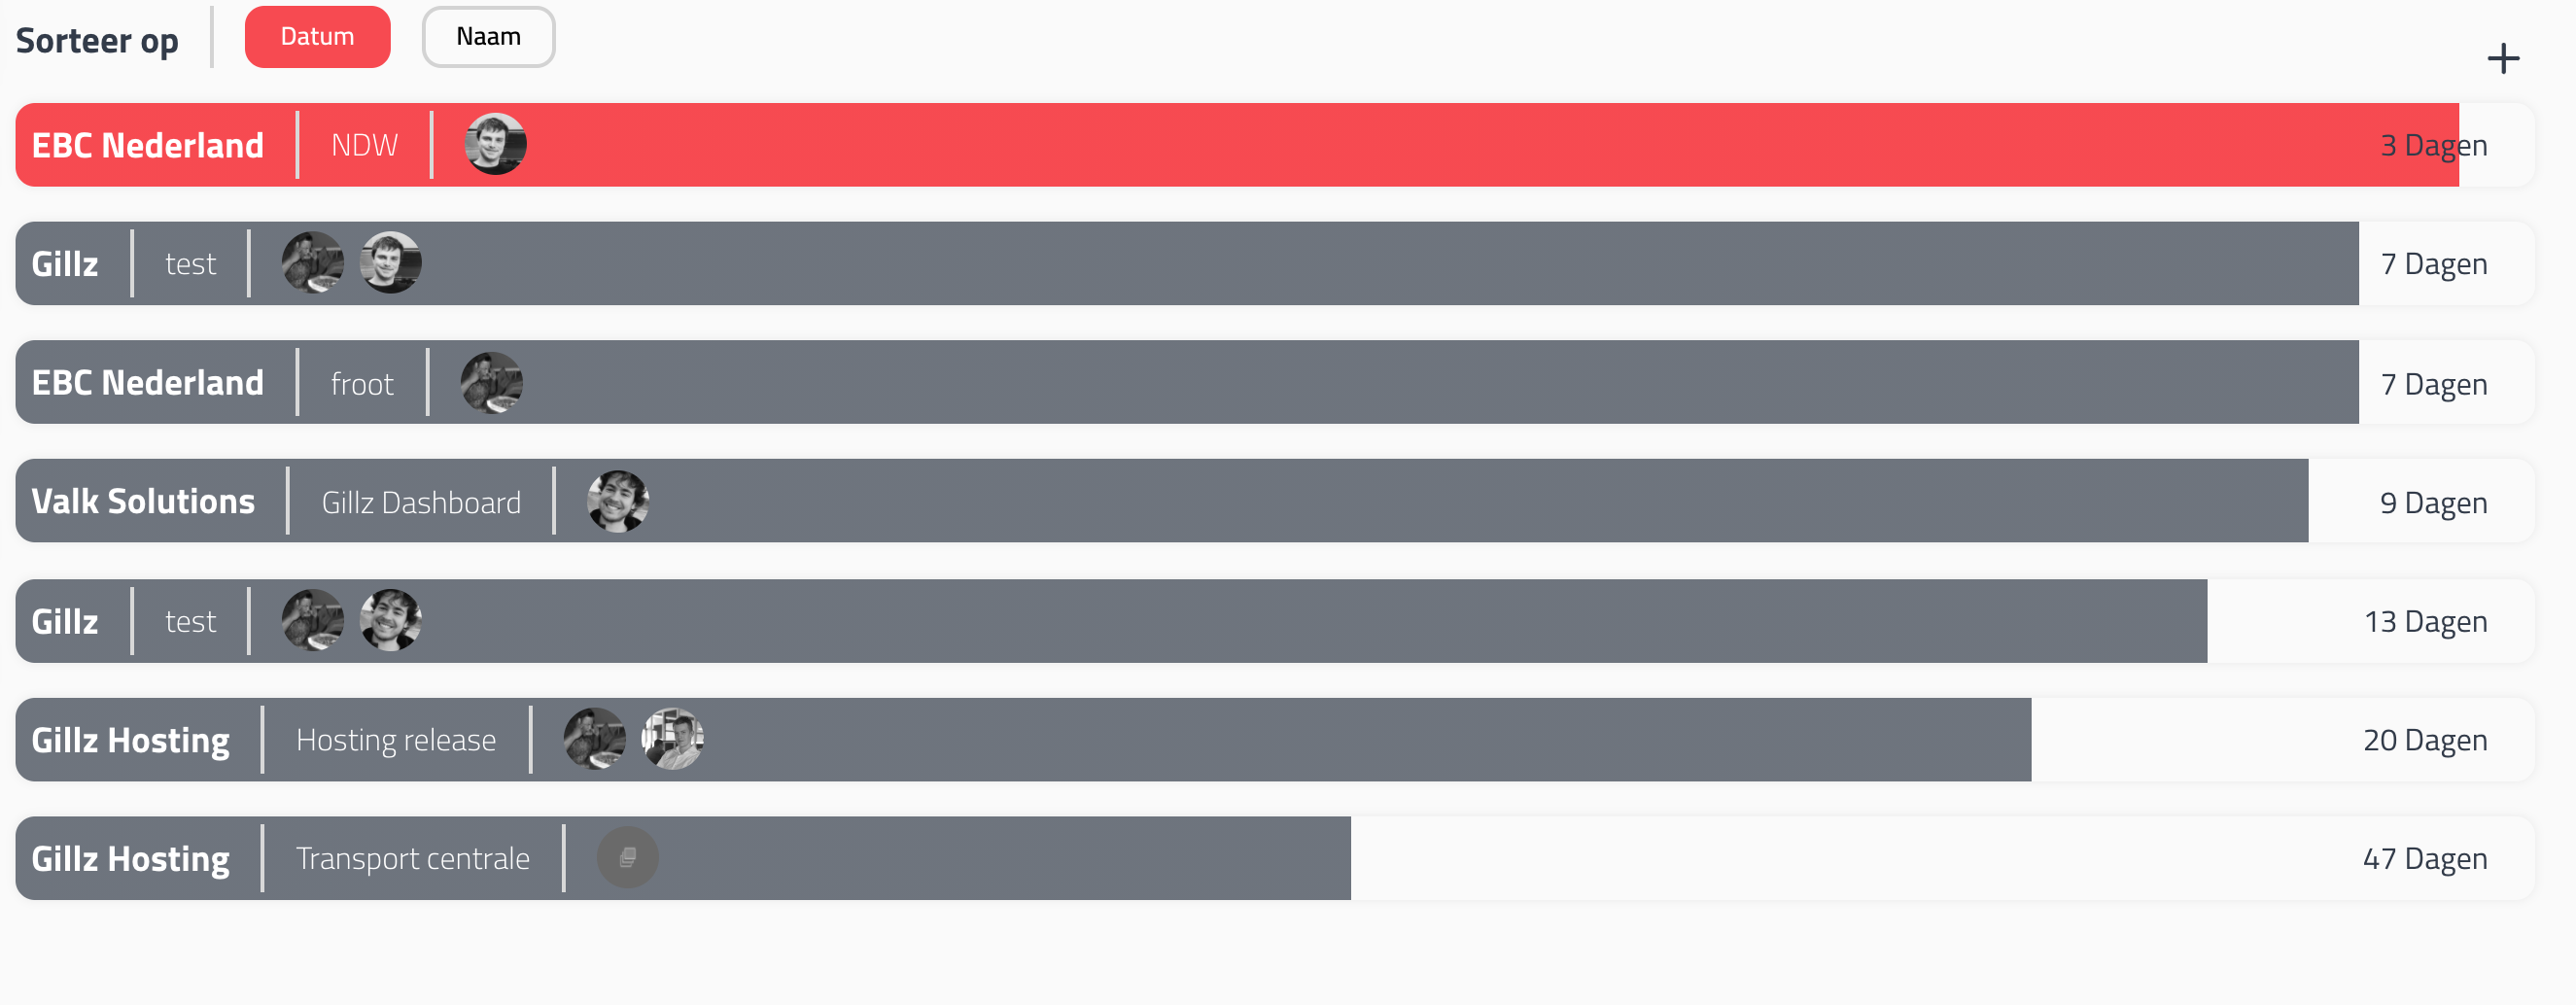 Sorteer op Datum Naam
+
EBC Nederland NDW 3 Dagen
Gillz test 7 Dagen
EBC Nederland froot 7 Dagen
Valk Solutions Gillz Dashboard 9 Dagen
Gillz test 13 Dagen
Gillz Hosting Hosting release 20 Dagen
Gillz Hosting Transport centrale 47 Dagen